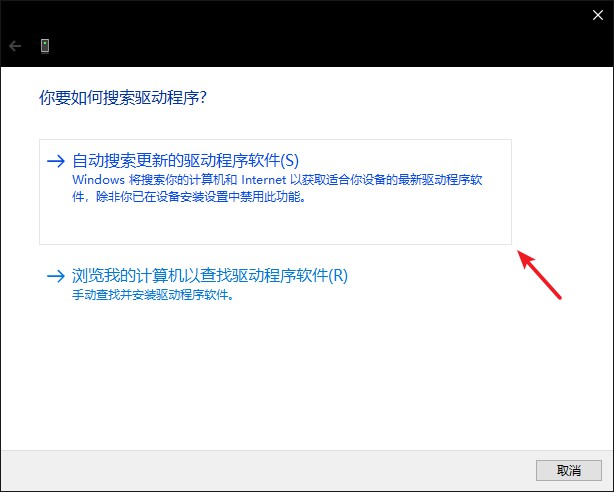 你要如何搜索驱动程序?
自动搜索更新的驱动程序软件(S)
Windows 将搜索你的计算机和 Internet 以获取适合你设备的最新驱动程序软
件，除非你已在设备安装设置中禁用此功能。
浏览我的计算机以查找驱动程序软件(R)
手动查找并安装驱动程序软件。
取消